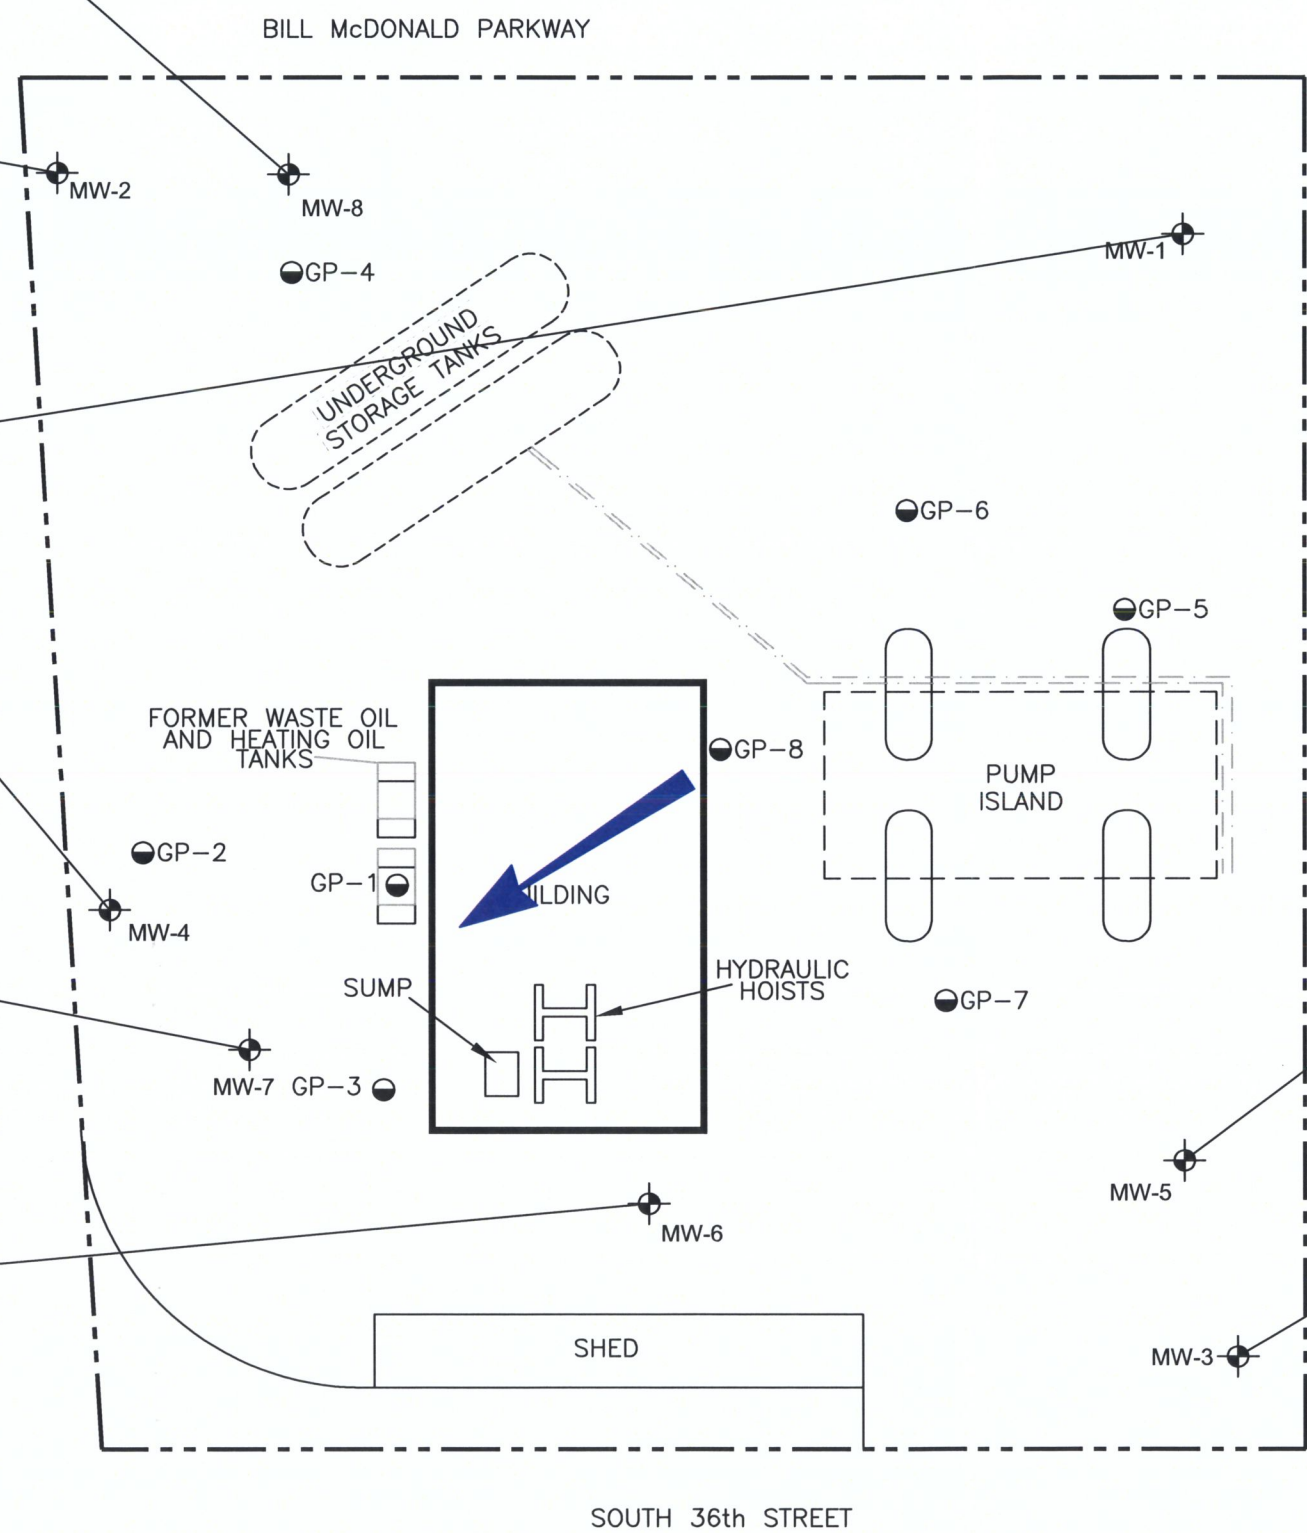 BILL McDONALD PARKWAY
MW-2
MW-8
MW-1
GP-4
UNDERGROUND
STORAGE TANKS
GP-6
GP-5
FORMER WASTE OIL
AND HEATING OIL
TANKS
GP-8
PUMP
ISLAND
GP-2
GP-1
ILDING
MW-4
SUMP
HYDRAULIC
HOISTS
GP-7
MW-7
GP-3
MW-5
MW-6
SHED
MW-3
SOUTH 36th STREET